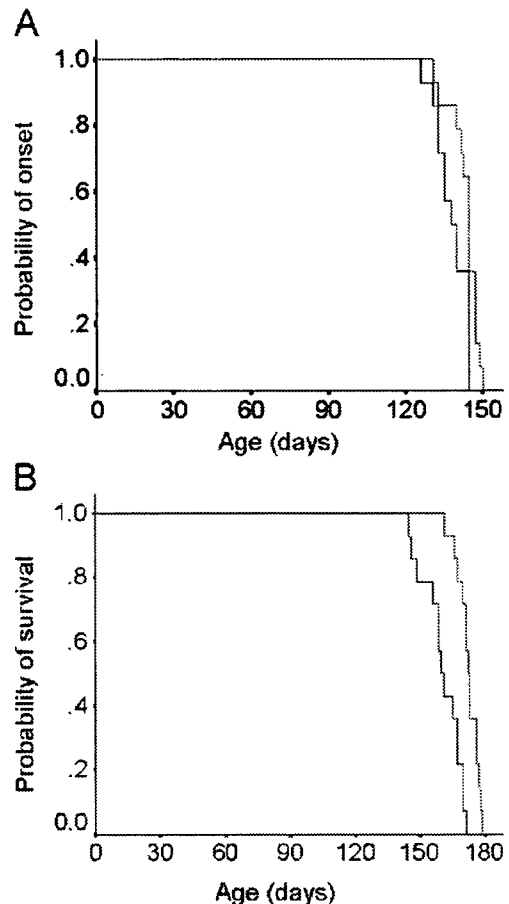 A
Probability of onset
1.0
.8
.6
.4
.2
0.0
0 30 60 90 120 150
Age (days)
B
Probability of survival
1.0
.8
.6
.4
.2
0.0
0 30 60 90 120 150 180
Age (days)